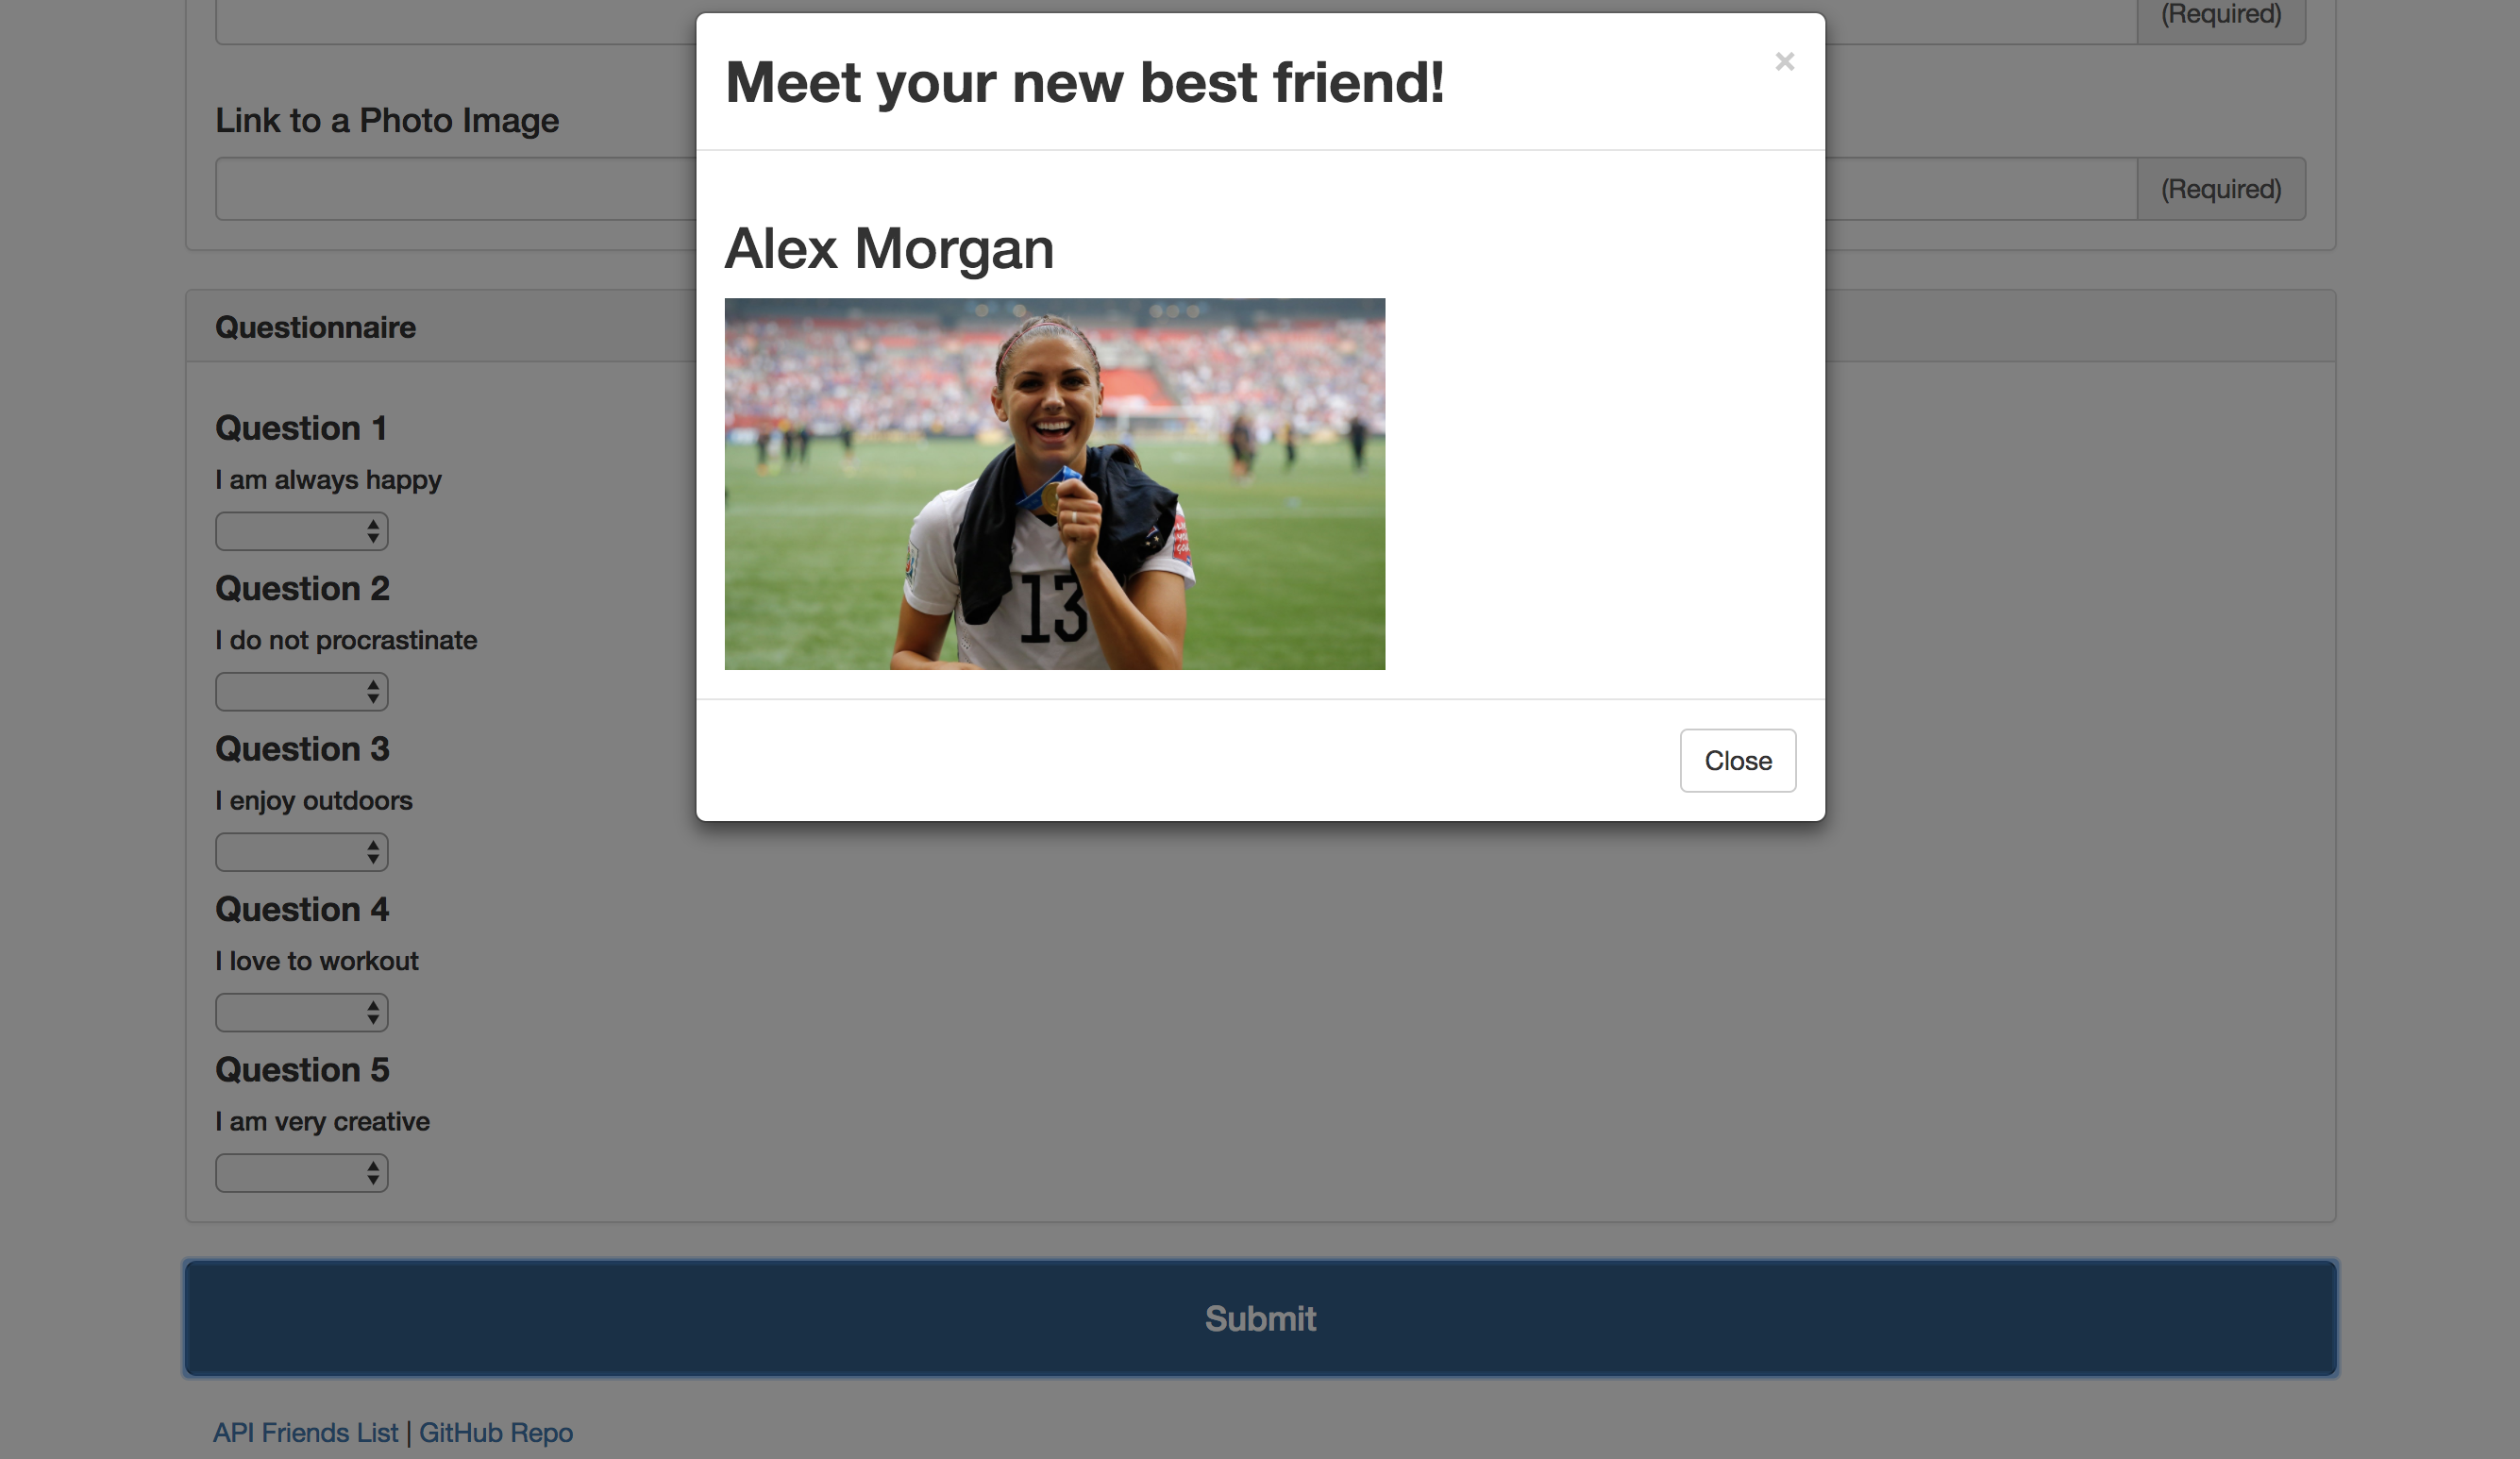 (Required)
Link to a Photo Image
(Required)
Questionnaire
Question 1
I am always happy
Question 2
I do not procrastinate
Question 3
I enjoy outdoors
Question 4
I love to workout
Question 5
I am very creative
Submit
API Friends List | GitHub Repo
Meet your new best friend!
×
Alex Morgan
13
Close